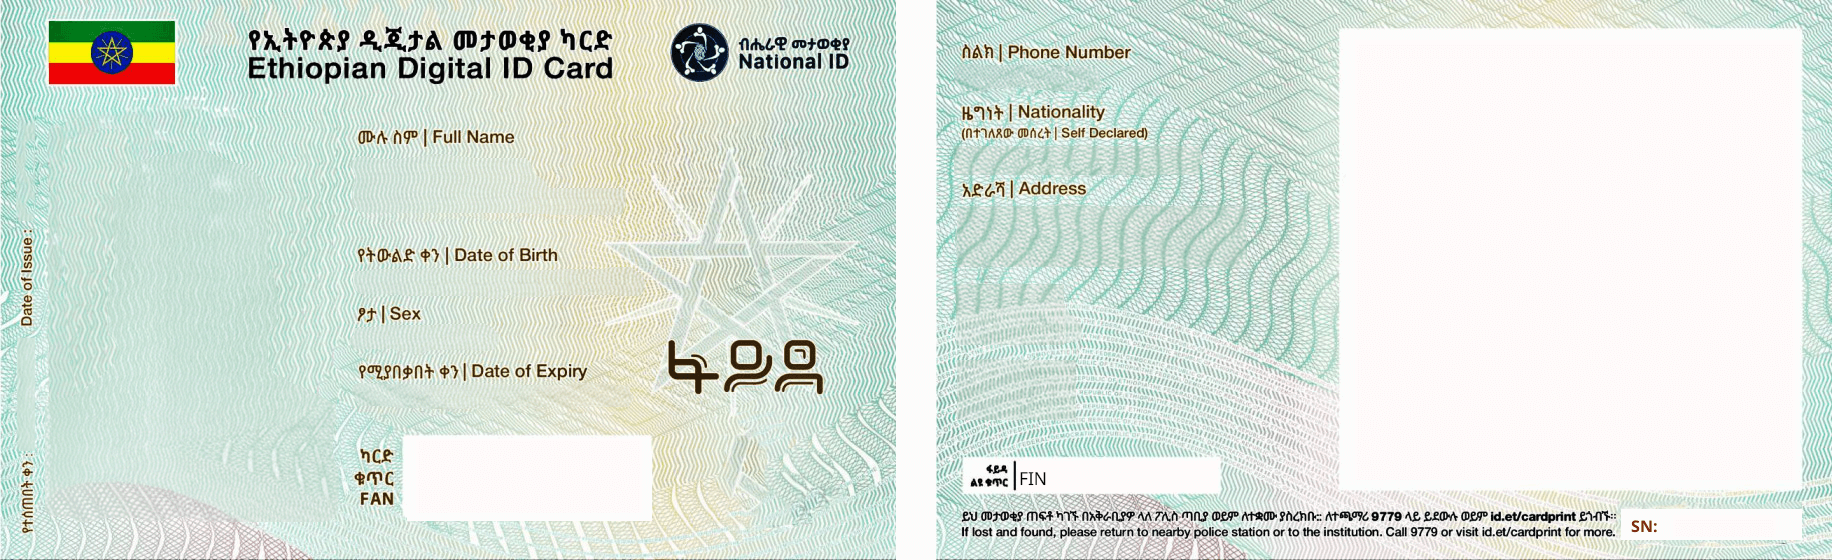 የኢትዮጵያ ዲጂታል መታወቂያ ካርድ
Ethiopian Digital ID Card
ብሔራዊ መታወቂያ
National ID
ሙሉ ስም | Full Name
የትውልድ ቀን | Date of Birth
ፆታ | Sex
የሚያበቃበት ቀን | Date of Expiry
ፋይዳ
ካርድ
ቁጥር
FAN
Date of Issue :
የተሰጠበት ቀን :
ስልክ | Phone Number
ዜግነት | Nationality
(በተገለጸው መሰረት | Self Declared)
አድራሻ | Address
ፋይዳ
ልዩ ቁጥር
FIN
ይህ መታወቂያ ጠፍቶ ካገኙ በአቅራቢያዎ ላለ ፖሊስ ጣቢያ ወይም ለተቋሙ ያስረክቡ:: ለተጨማሪ 9779 ላይ ይደውሉ ወይም id.et/cardprint ይጎብኙ::
If lost and found, please return to nearby police station or to the institution. Call 9779 or visit id.et/cardprint for more.
SN: